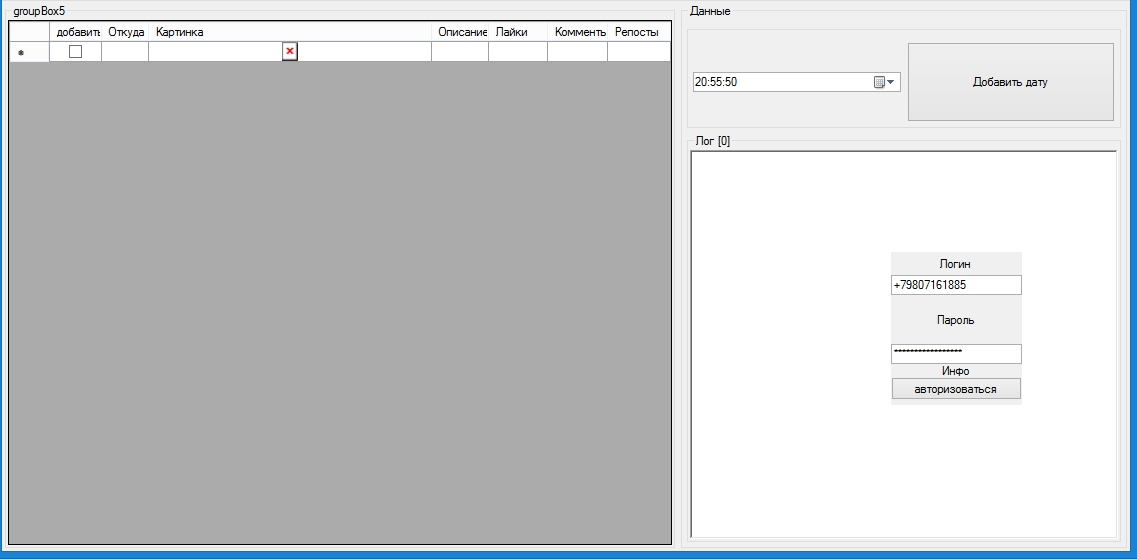 groupBox5
добавить Откуда Картинка Описание Лайки Комменты Репосты
Данные
20:55:50
Добавить дату
Лог [0]
Логин
+79807161885
Пароль
*****************
Инфо
авторизоваться